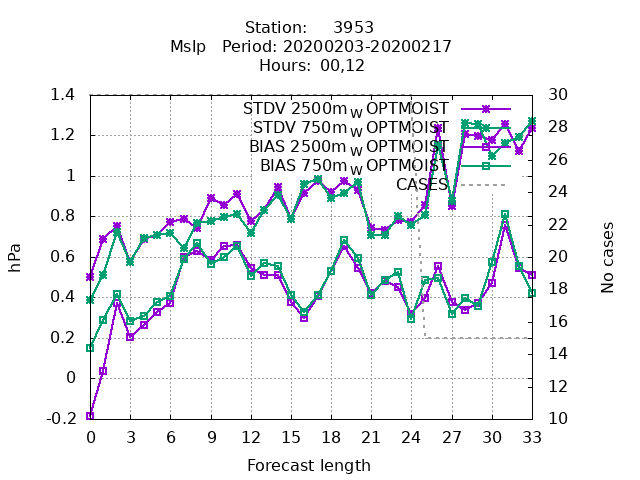 Station: 3953
Mslp Period: 20200203-20200217
Hours: 00,12
STDV 2500m_W OPTMOIST
STDV 750m_W OPTMOIST
BIAS 2500m_W OPTMOIST
BIAS 750m_W OPTMOIST
CASES
1.4
1.2
1
0.8
0.6
0.4
0.2
0
-0.2
hPa
30
28
26
24
22
20
18
16
14
12
10
No cases
0 3 6 9 12 15 18 21 24 27 30 33
Forecast length